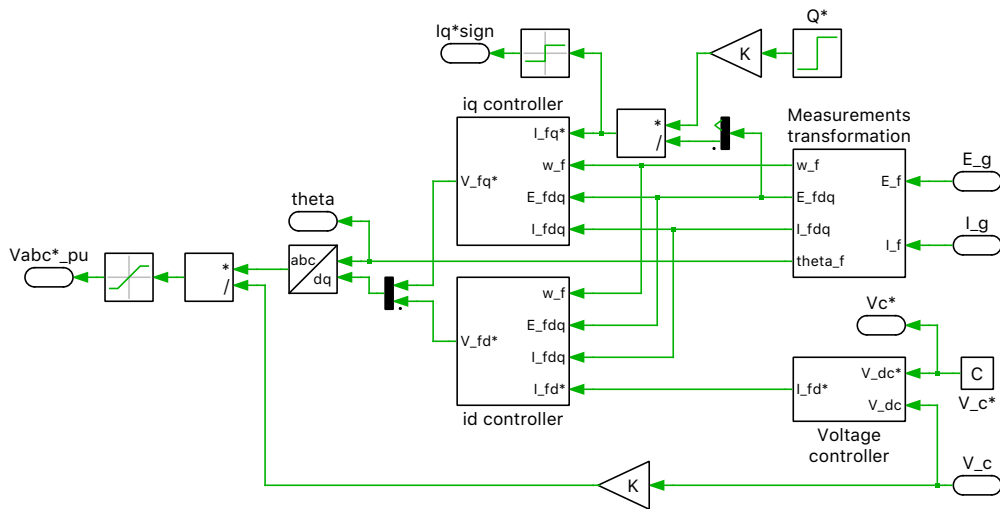 Q*
Iq*sign
K
iq controller
Measurements
transformation
I_fq*
*
/
w_f
w_f
E_f
E_g
V_fq*
E_fdq
E_fdq
theta
I_fdq
I_fdq
I_f
I_g
Vabc*_pu
abc
dq
*
/
theta_f
w_f
E_fdq
Vc*
V_fd*
I_fdq
V_dc*
C
I_fd*
I_fd*
V_dc
V_c*
id controller
Voltage
controller
V_c
K